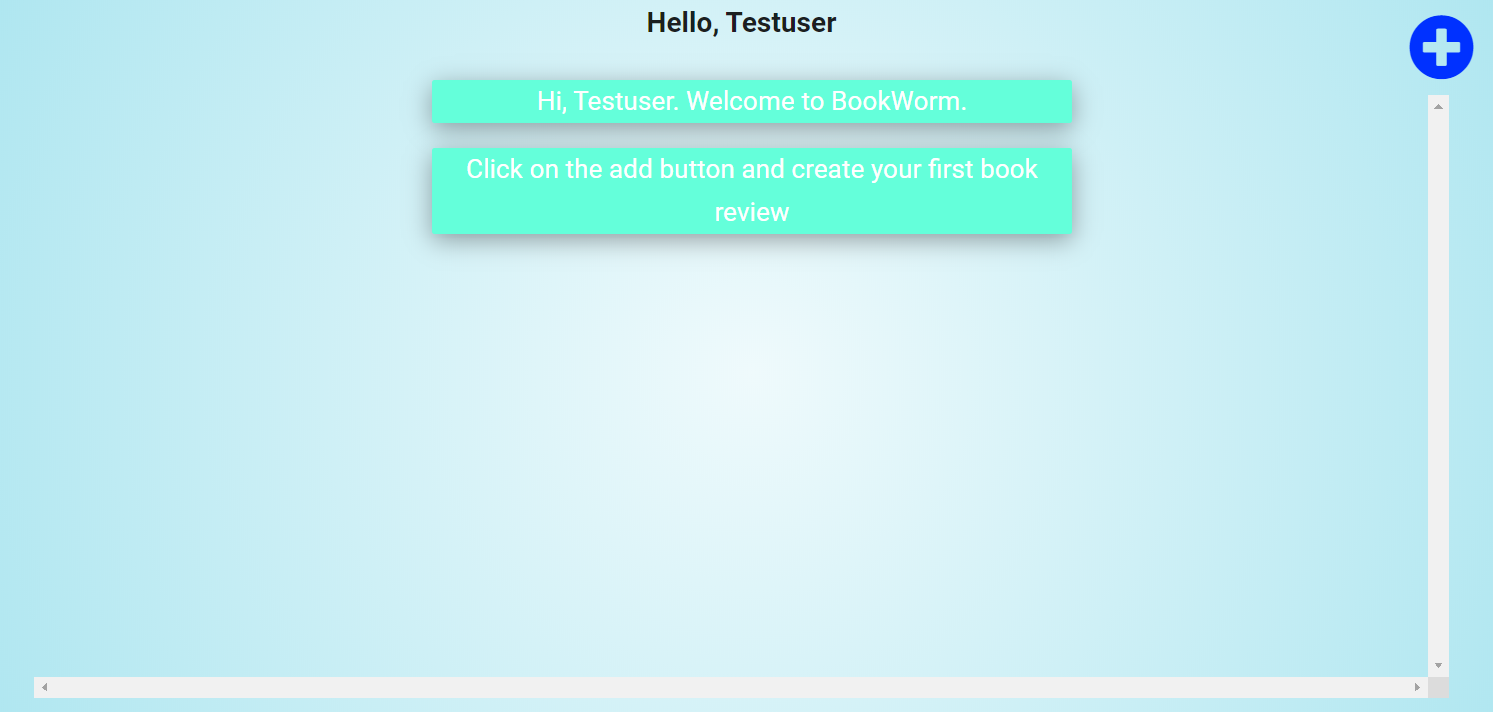 Hello, Testuser
Hi, Testuser. Welcome to BookWorm.
Click on the add button and create your first book
review